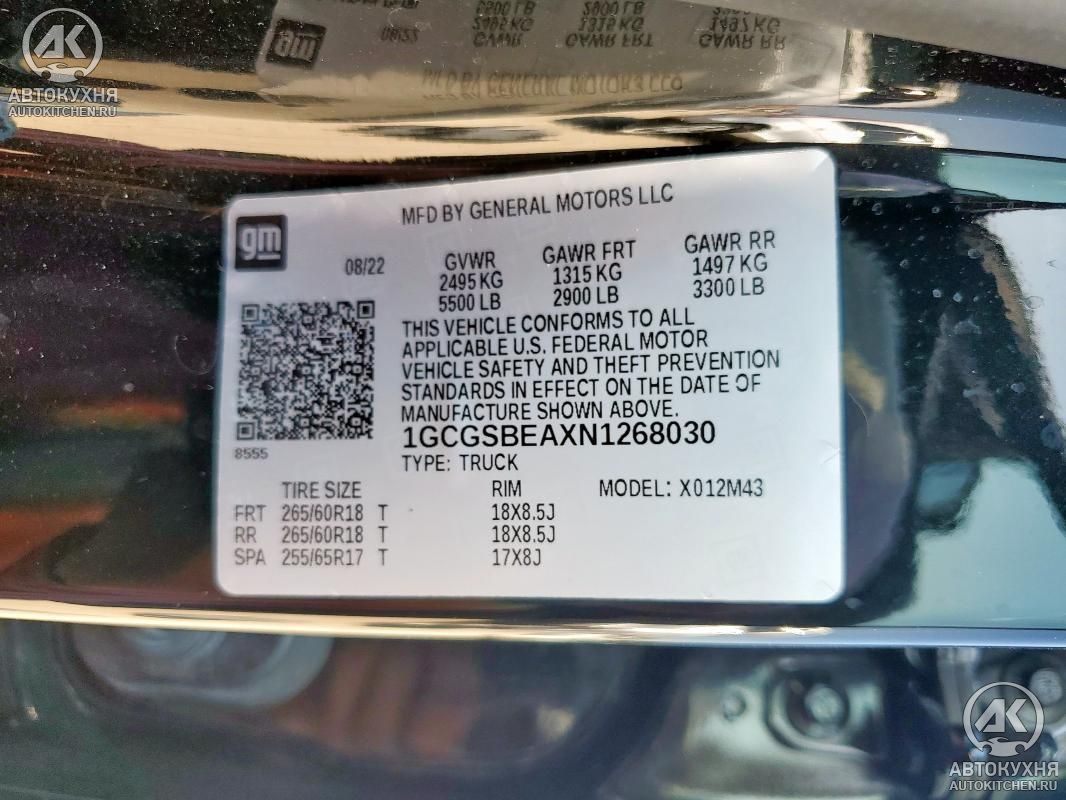 AK
АВТОКУХНЯ
AUTOKITCHEN.RU
gm
MFD BY GENERAL MOTORS LLC
08/22
GVWR
2495 KG
5500 LB
GAWR FRT
1315 KG
2900 LB
GAWR RR
1497 KG
3300 LB
THIS VEHICLE CONFORMS TO ALL
APPLICABLE U.S. FEDERAL MOTOR
VEHICLE SAFETY AND THEFT PREVENTION
STANDARDS IN EFFECT ON THE DATE OF
MANUFACTURE SHOWN ABOVE.
1GCGSBEAXN1268030
8555
TYPE: TRUCK
TIRE SIZE RIM MODEL: X012M43
FRT 265/60R18 T 18X8.5J
RR 265/60R18 T 18X8.5J
SPA 255/65R17 T 17X8J
AK
АВТОКУХНЯ
AUTOKITCHEN.RU